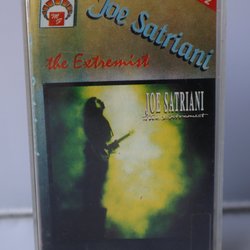 Joe Satriani
the Extremist
JOE SATRIANI
The Extremist